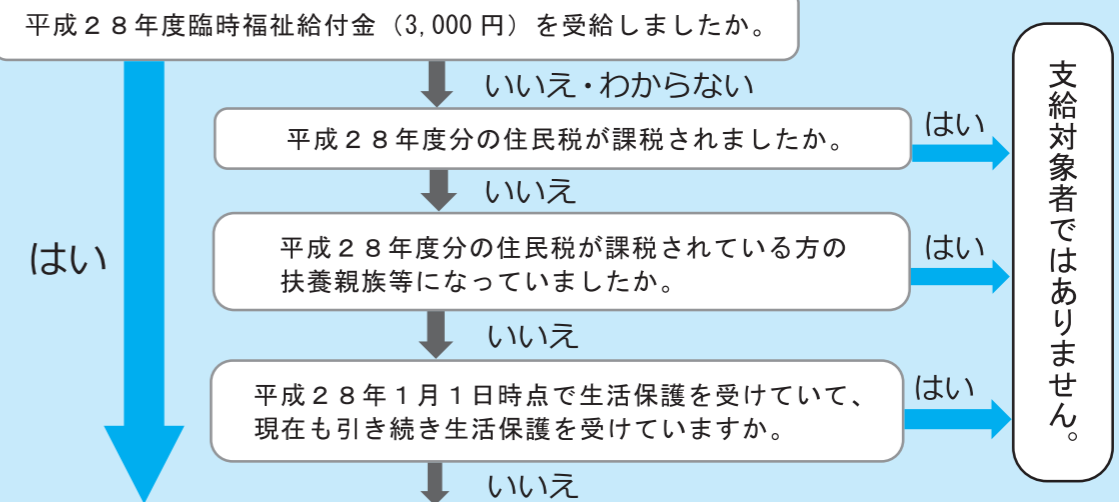 平成２８年度臨時福祉給付金（3,000円）を受給しましたか。
いいえ・わからない
平成２８年度分の住民税が課税されましたか。
はい
いいえ
はい
平成２８年度分の住民税が課税されている方の
扶養親族等になっていましたか。
はい
いいえ
平成２８年１月１日時点で生活保護を受けていて、
現在も引き続き生活保護を受けていますか。
はい
いいえ
支給対象者ではありません。